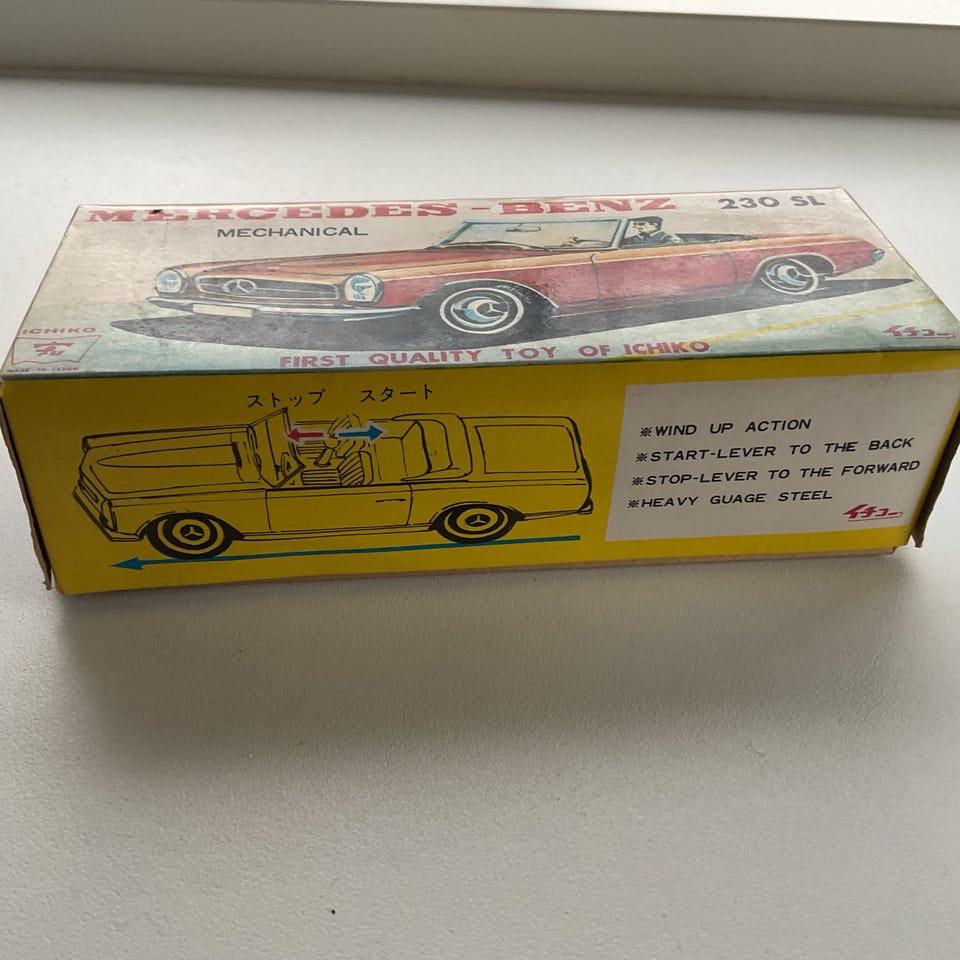 MERCEDES-BENZ 230 SL
MECHANICAL
ICHIKO
MADE IN JAPAN
FIRST QUALITY TOY OF ICHIKO
イチコー
ストップ スタート
※WIND UP ACTION
※START-LEVER TO THE BACK
※STOP-LEVER TO THE FORWARD
※HEAVY GUAGE STEEL
イチコー